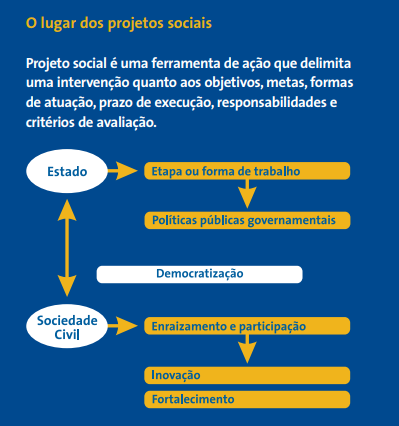 O lugar dos projetos sociais
Projeto social é uma ferramenta de ação que delimita
uma intervenção quanto aos objetivos, metas, formas
de atuação, prazo de execução, responsabilidades e
critérios de avaliação.
Estado
Etapa ou forma de trabalho
Políticas públicas governamentais
Democratização
Sociedade
Civil
Enraizamento e participação
Inovação
Fortalecimento